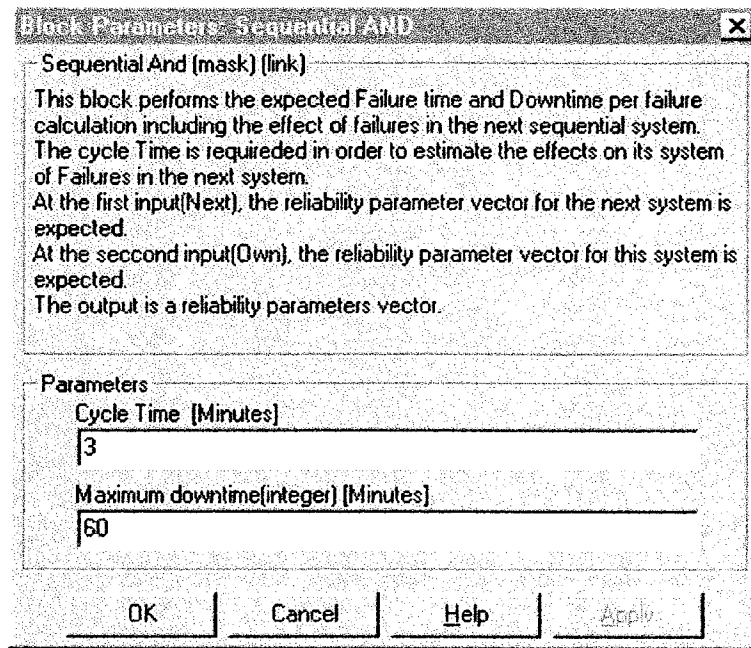 Block Parameters: Sequential AND
Sequential And (mask) (link)
This block performs the expected Failure time and Downtime per failure
calculation including the effect of failures in the next sequential system.
The cycle Time is requireded in order to estimate the effects on its system
of Failures in the next system.
At the first input(Next), the reliability parameter vector for the next system is
expected.
At the seccond input(Own), the reliability parameter vector for this system is
expected.
The output is a reliability parameters vector.
Parameters
Cycle Time [Minutes]
3
Maximum downtime(integer) [Minutes]
60
OK Cancel Help Apply